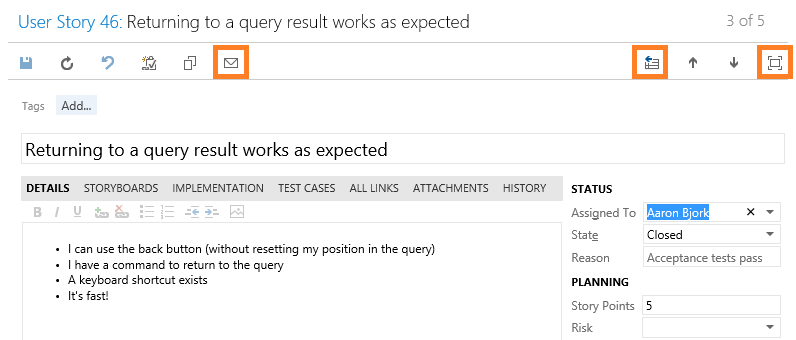 User Story 46: Returning to a query result works as expected
3 of 5
Tags Add...
Returning to a query result works as expected
DETAILS STORYBOARDS IMPLEMENTATION TEST CASES ALL LINKS ATTACHMENTS HISTORY
B I U
• I can use the back button (without resetting my position in the query)
• I have a command to return to the query
• A keyboard shortcut exists
• It's fast!
STATUS
Assigned To Aaron Bjork
State Closed
Reason Acceptance tests pass
PLANNING
Story Points 5
Risk